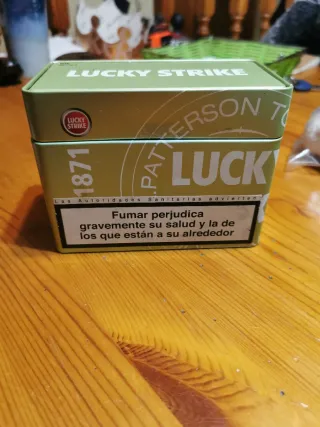 LUCKY STRIKE
LUCKY
STRIKE
PATTERSON TO
1871
LUCKY
Las Autoridades Sanitarias advierten
Fumar perjudica
gravemente su salud y la de
los que están a su alrededor